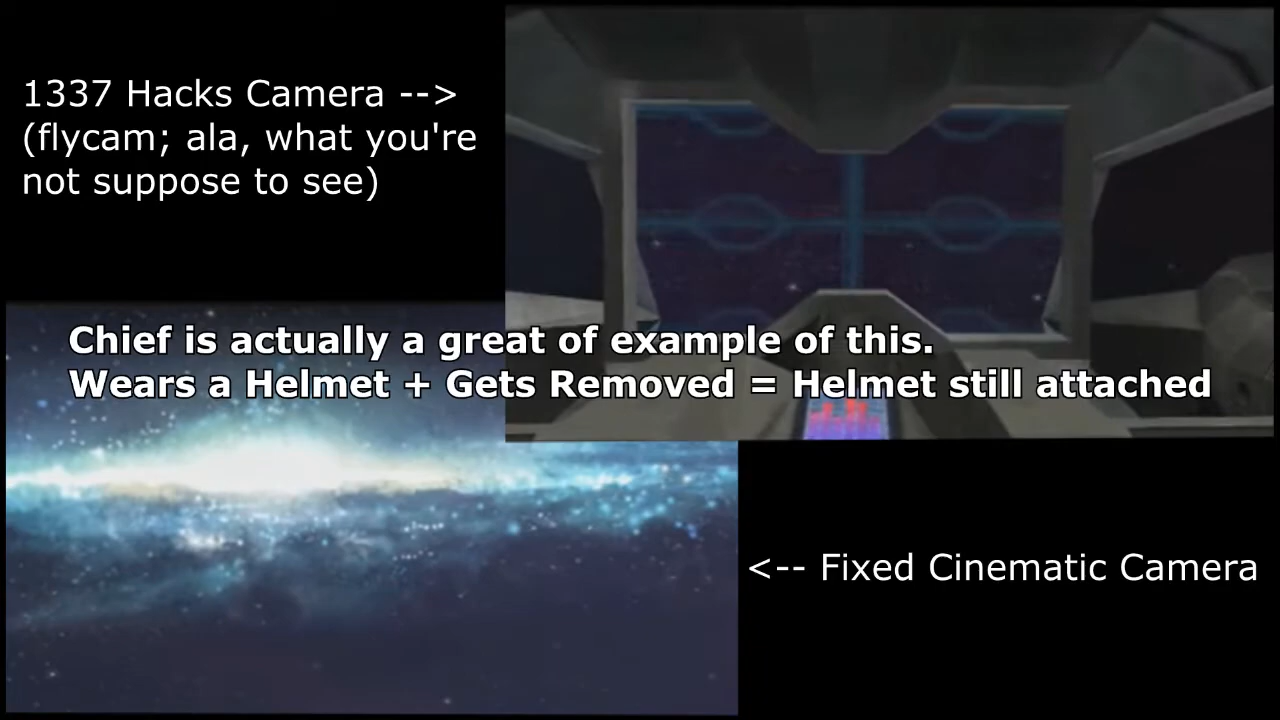 1337 Hacks Camera -->
(flycam; ala, what you're
not suppose to see)
Chief is actually a great of example of this.
Wears a Helmet + Gets Removed = Helmet still attached
<-- Fixed Cinematic Camera